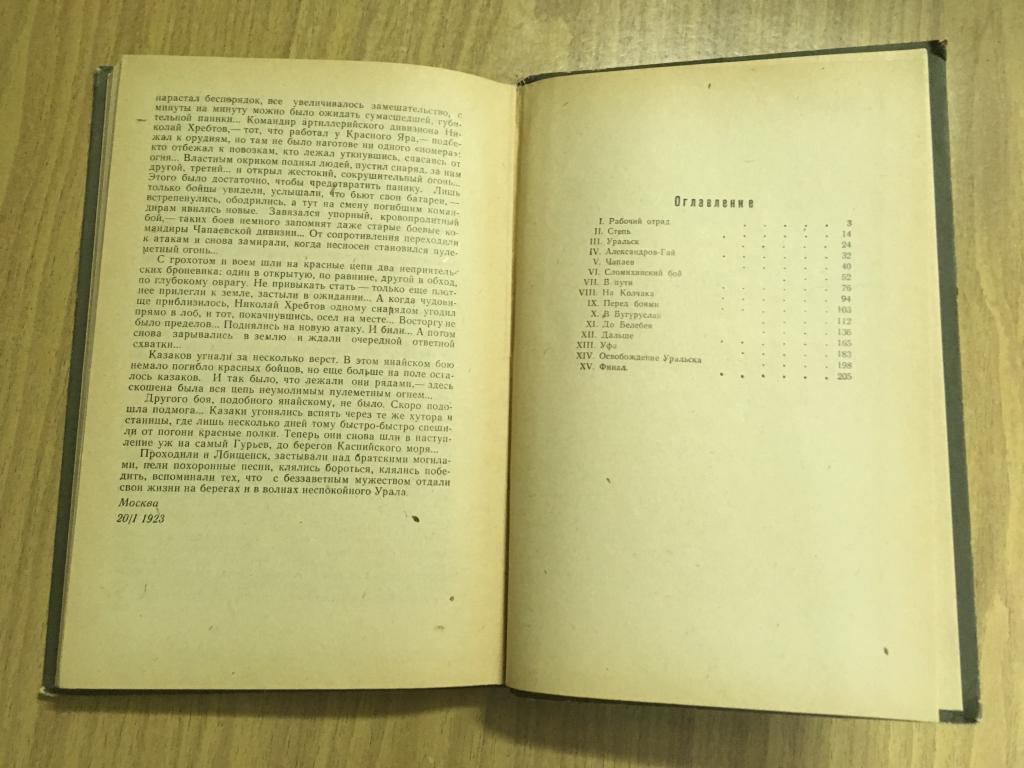 нарастал беспорядок, все увеличивалось замешательство, с
минуты на минуту можно было ожидать сумасшедшей, губи-
тельной паники... Командир артиллерийского дивизиона Ни-
колай Хребтов,— тот, что работал у Красного Яра,— подбе-
жал к орудиям, но там не было наготове ни одного «номера»:
кто отбежал к повозкам, кто лежал уткнувшись, спасаясь от
огня... Властным окриком поднял людей, пустил снаряд, за ним
другой, третий... и открыл жестокий, сокрушительный огонь...
Этого было достаточно, чтобы предотвратить панику. Лишь
только бойцы увидели, услышали, что бьют свои батареи,—
встрепенулись, ободрились, а тут на смену погибшим коман-
дирам явились новые. Завязался упорный, кровопролитный
бой,— таких боев немного запомнят даже старые боевые ко-
мандиры Чапаевской дивизии... От сопротивления переходили
к атакам и снова замирали, когда несносен становился пуле-
метный огонь...
С грохотом и воем шли на красные цепи два неприятель-
ских броневика: один в открытую, по равнине, другой в обход,
по глубокому оврагу. Не привыкать стать — только еще плот-
нее прилегли к земле, застыли в ожидании... А когда чудови-
ще приблизилось, Николай Хребтов одному снарядом угодил
прямо в лоб, и тот, покачнувшись, осел на месте... Восторгу не
было пределов... Поднялись на новую атаку. И били... А потом
снова зарывались в землю и ждали очередной ответной
схватки...
Казаков угнали за несколько верст. В этом янайском бою
немало погибло красных бойцов, но еще больше на поле оста-
лось казаков. И так было, что лежали они рядами,— здесь
скошена была вся цепь неумолимым пулеметным огнем...
Другого боя, подобного янайскому, не было. Скоро подо-
шла подмога... Казаки угонялись вспять через те же хутора и
станицы, где лишь несколько дней тому быстро-быстро спеши-
ли от погони красные полки. Теперь они снова шли в наступ-
ление уж на самый Гурьев, до берегов Каспийского моря...
Проходили и Лбищенск, застывали над братскими могила-
ми, пели похоронные песни, клялись бороться, клялись побе-
дить, вспоминали тех, что с беззаветным мужеством отдали
свои жизни на берегах и в волнах неспокойного Урала.
Москва
20/I 1923
Оглавление
I. Рабочий отряд . . . . . 3
II. Степь . . . . . 14
III. Уральск . . . . . 24
IV. Александров-Гай . . . . . 32
V. Чапаев . . . . . 40
VI. Сломихинский бой . . . . . 52
VII. В пути . . . . . 76
VIII. На Колчака . . . . . 94
IX. Перед боями . . . . . 103
X. В Бугуруслан . . . . . 112
XI. До Белебея . . . . . 136
XII. Дальше . . . . . 165
XIII. Уфа . . . . . 183
XIV. Освобождение Уральска . . . . . 198
XV. Финал. . . . . . 205